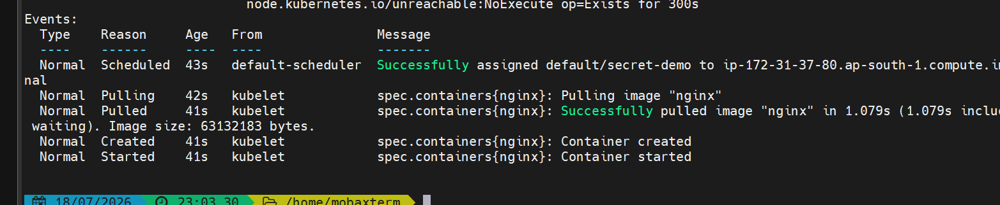 node.kubernetes.io/unreachable:NoExecute op=Exists for 300s
Events:
Type Reason Age From Message
---- ------ ---- ---- -------
Normal Scheduled 43s default-scheduler Successfully assigned default/secret-demo to ip-172-31-37-80.ap-south-1.compute.in
nal
Normal Pulling 42s kubelet spec.containers{nginx}: Pulling image "nginx"
Normal Pulled 41s kubelet spec.containers{nginx}: Successfully pulled image "nginx" in 1.079s (1.079s inclu
waiting). Image size: 63132183 bytes.
Normal Created 41s kubelet spec.containers{nginx}: Container created
Normal Started 41s kubelet spec.containers{nginx}: Container started
18/07/2026 23:03.30 /home/mobaxterm